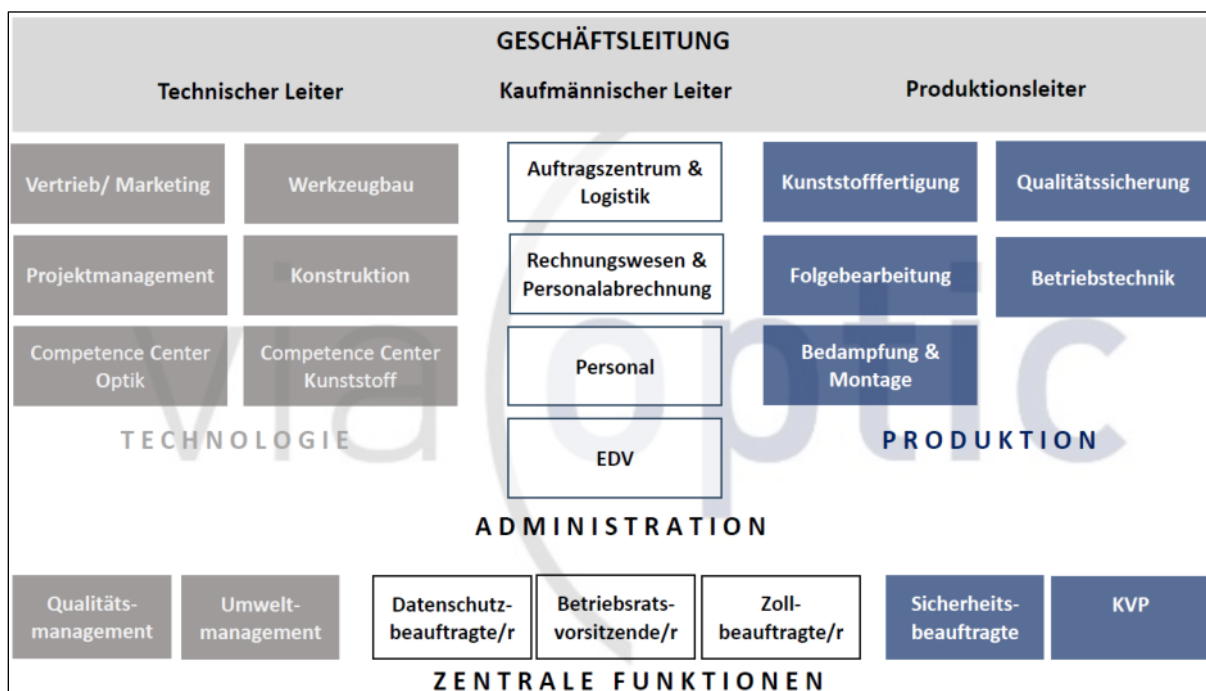 GESCHÄFTSLEITUNG
Technischer Leiter
Kaufmännischer Leiter
Produktionsleiter
Vertrieb/ Marketing
Werkzeugbau
Auftragszentrum &
Logistik
Kunststofffertigung
Qualitätssicherung
Projektmanagement
Konstruktion
Rechnungswesen &
Personalabrechnung
Folgebearbeitung
Betriebstechnik
Competence Center
Optik
Competence Center
Kunststoff
Personal
Bedampfung &
Montage
TECHNOLOGIE
EDV
PRODUKTION
via optic
ADMINISTRATION
Qualitäts-
management
Umwelt-
management
Datenschutz-
beauftragte/r
Betriebsrats-
vorsitzende/r
Zoll-
beauftragte/r
Sicherheits-
beauftragte
KVP
ZENTRALE FUNKTIONEN